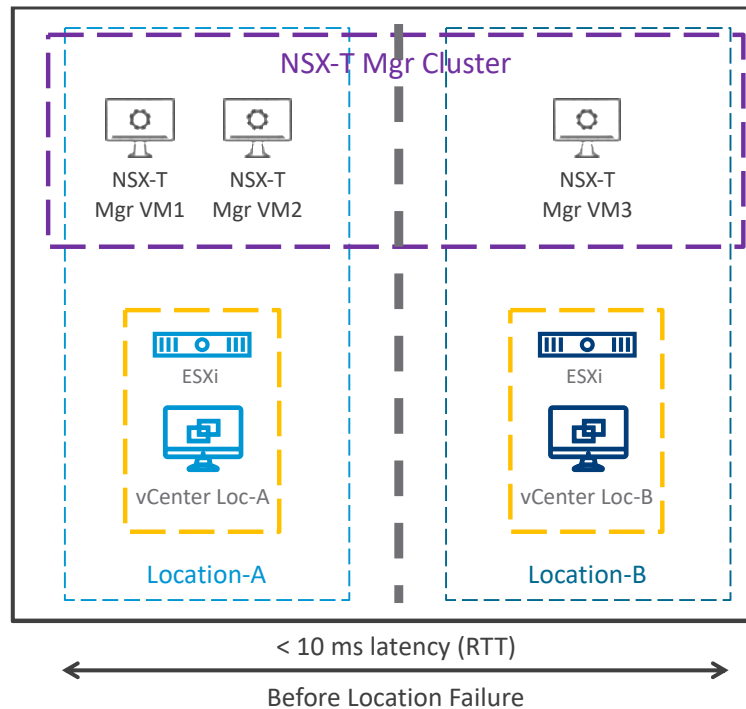 NSX-T Mgr Cluster
NSX-T
Mgr VM1
NSX-T
Mgr VM2
NSX-T
Mgr VM3
ESXi
vCenter Loc-A
ESXi
vCenter Loc-B
Location-A
Location-B
< 10 ms latency (RTT)
Before Location Failure